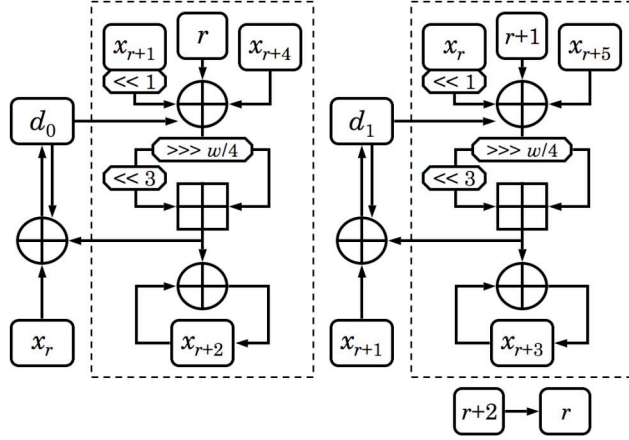 x_{r+1} r x_{r+4} x_r r+1 x_{r+5}
<< 1 << 1
d_0 d_1
>>> w/4 >>> w/4
<< 3 << 3
x_r x_{r+2} x_{r+1} x_{r+3}
r+2 r